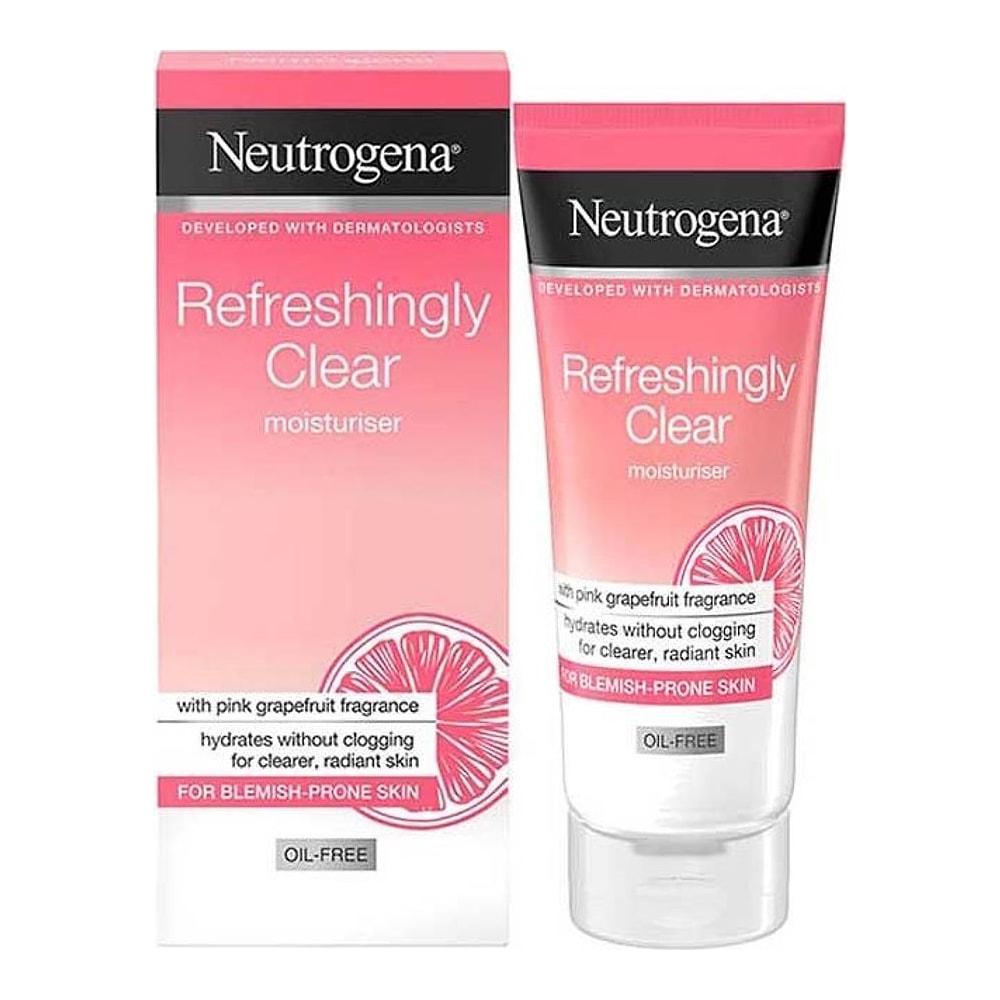 Neutrogena®
DEVELOPED WITH DERMATOLOGISTS
Refreshingly
Clear
moisturiser
with pink grapefruit fragrance
hydrates without clogging
for clearer, radiant skin
FOR BLEMISH-PRONE SKIN
OIL-FREE
Neutrogena®
DEVELOPED WITH DERMATOLOGISTS
Refreshingly
Clear
moisturiser
with pink grapefruit fragrance
hydrates without clogging
for clearer, radiant skin
FOR BLEMISH-PRONE SKIN
OIL-FREE